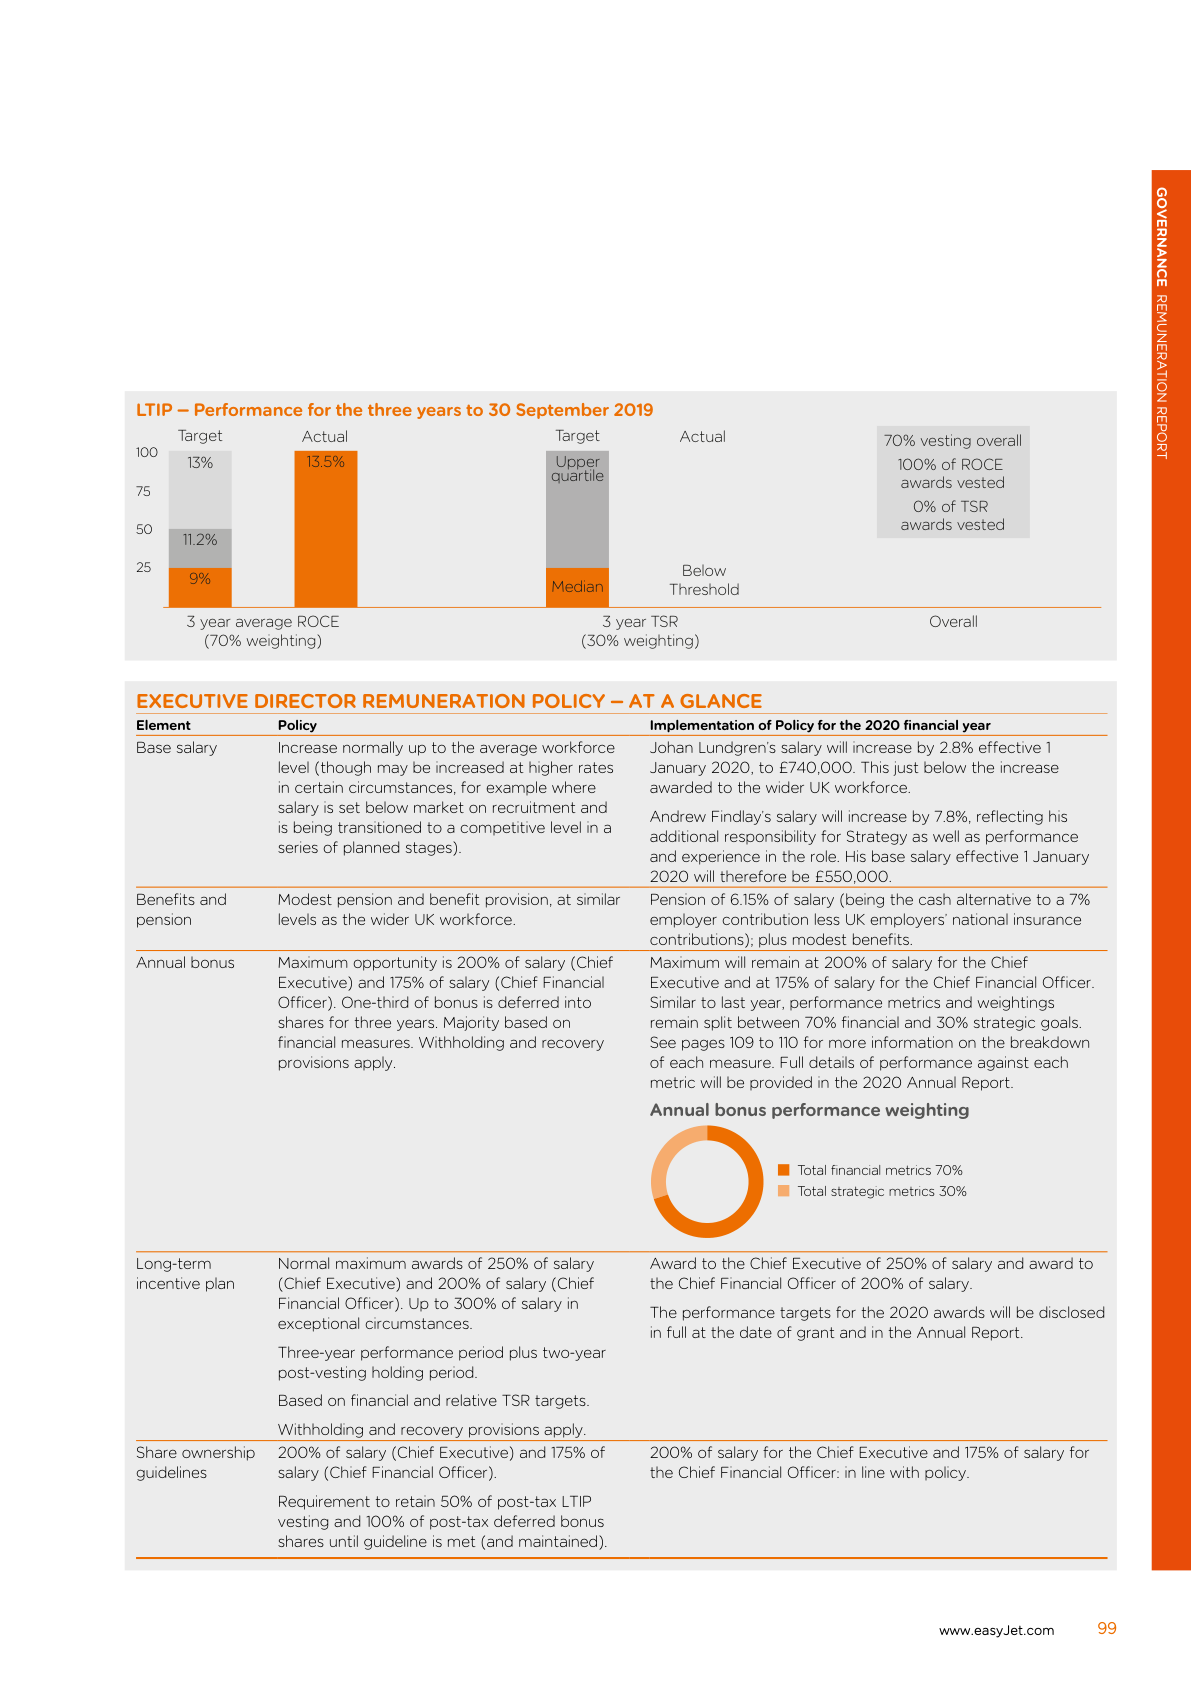 GOVERNANCE REMUNERATION REPORT
LTIP – Performance for the three years to 30 September 2019
Target
Actual
100
75
50
25
13%
11.2%
9%
13.5%
3 year average ROCE
(70% weighting)
Target
Actual
Upper
quartile
Median
Below
Threshold
3 year TSR
(30% weighting)
70% vesting overall
100% of ROCE
awards vested
0% of TSR
awards vested
Overall
EXECUTIVE DIRECTOR REMUNERATION POLICY – AT A GLANCE
Element
Policy
Implementation of Policy for the 2020 financial year
Base salary
Increase normally up to the average workforce
level (though may be increased at higher rates
in certain circumstances, for example where
salary is set below market on recruitment and
is being transitioned to a competitive level in a
series of planned stages).
Johan Lundgren's salary will increase by 2.8% effective 1
January 2020, to £740,000. This just below the increase
awarded to the wider UK workforce.
Andrew Findlay's salary will increase by 7.8%, reflecting his
additional responsibility for Strategy as well as performance
and experience in the role. His base salary effective 1 January
2020 will therefore be £550,000.
Benefits and
pension
Modest pension and benefit provision, at similar
levels as the wider UK workforce.
Pension of 6.15% of salary (being the cash alternative to a 7%
employer contribution less UK employers' national insurance
contributions); plus modest benefits.
Annual bonus
Maximum opportunity is 200% of salary (Chief
Executive) and 175% of salary (Chief Financial
Officer). One-third of bonus is deferred into
shares for three years. Majority based on
financial measures. Withholding and recovery
provisions apply.
Maximum will remain at 200% of salary for the Chief
Executive and at 175% of salary for the Chief Financial Officer.
Similar to last year, performance metrics and weightings
remain split between 70% financial and 30% strategic goals.
See pages 109 to 110 for more information on the breakdown
of each measure. Full details of performance against each
metric will be provided in the 2020 Annual Report.
Annual bonus performance weighting
Total financial metrics 70%
Total strategic metrics 30%
Long-term
incentive plan
Normal maximum awards of 250% of salary
(Chief Executive) and 200% of salary (Chief
Financial Officer). Up to 300% of salary in
exceptional circumstances.
Three-year performance period plus two-year
post-vesting holding period.
Based on financial and relative TSR targets.
Withholding and recovery provisions apply.
Award to the Chief Executive of 250% of salary and award to
the Chief Financial Officer of 200% of salary.
The performance targets for the 2020 awards will be disclosed
in full at the date of grant and in the Annual Report.
Share ownership
guidelines
200% of salary (Chief Executive) and 175% of
salary (Chief Financial Officer).
Requirement to retain 50% of post-tax LTIP
vesting and 100% of post-tax deferred bonus
shares until guideline is met (and maintained).
200% of salary for the Chief Executive and 175% of salary for
the Chief Financial Officer: in line with policy.
www.easyJet.com
99